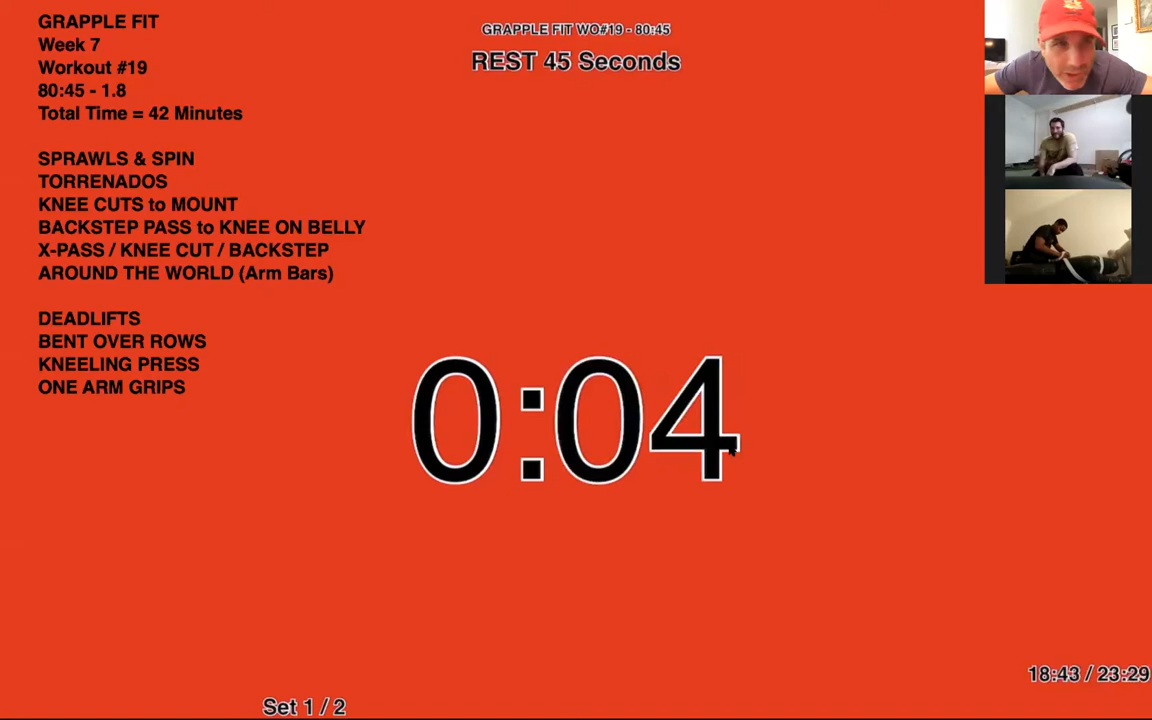 GRAPPLE FIT
Week 7
Workout #19
80:45 - 1.8
Total Time = 42 Minutes
SPRAWLS & SPIN
TORRENADOS
KNEE CUTS to MOUNT
BACKSTEP PASS to KNEE ON BELLY
X-PASS / KNEE CUT / BACKSTEP
AROUND THE WORLD (Arm Bars)
DEADLIFTS
BENT OVER ROWS
KNEELING PRESS
ONE ARM GRIPS
GRAPPLE FIT WO#19 - 80:45
REST 45 Seconds
0:04
18:43 / 23:29
Set 1 / 2